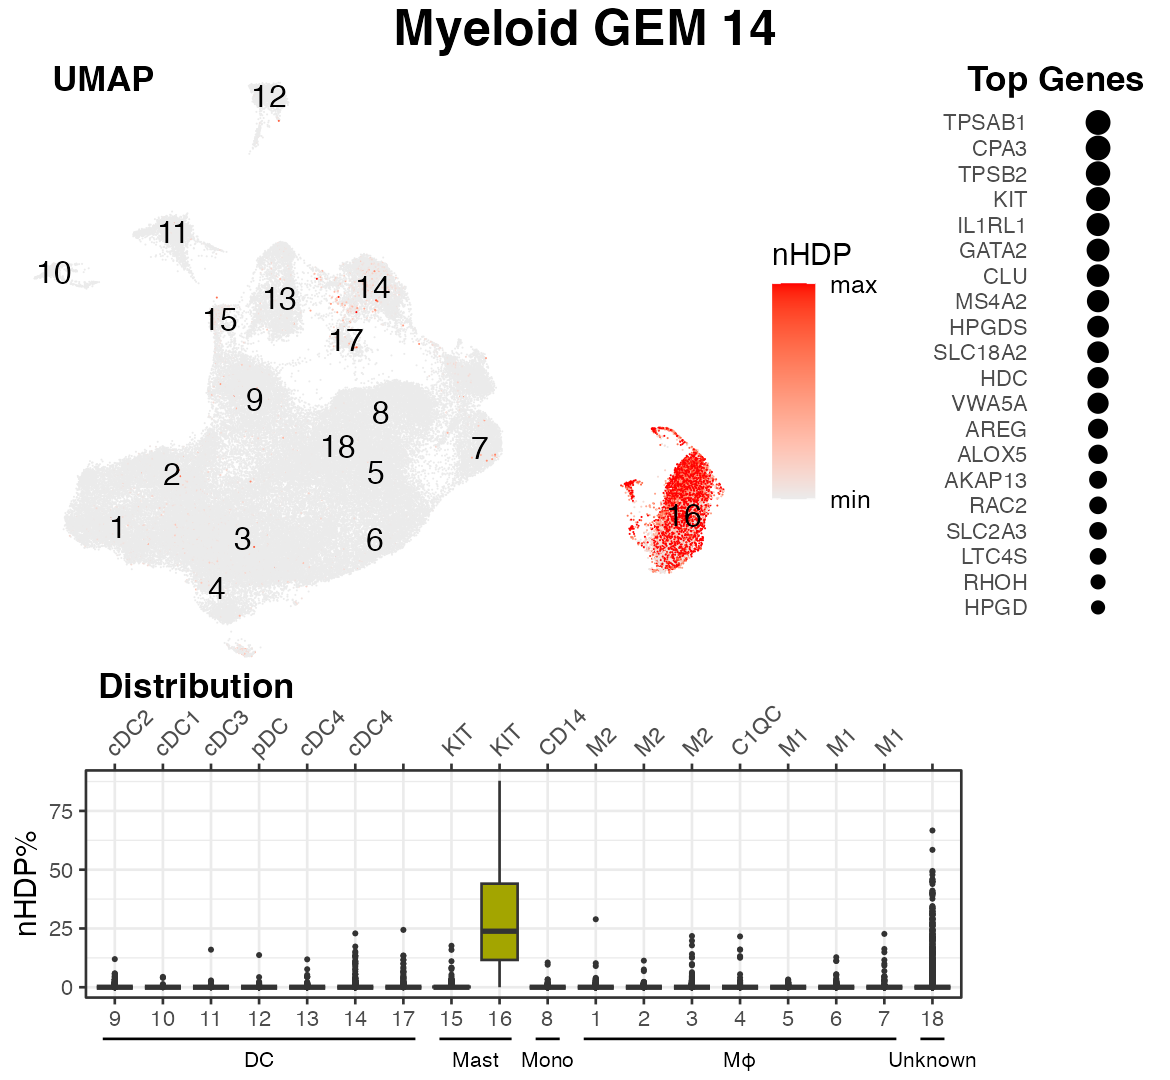 Myeloid GEM 14
UMAP
Top Genes
12
11
10
13
14
15
17
9
8
18
7
2
5
16
1
3
6
4
nHDP
max
min
TPSAB1
CPA3
TPSB2
KIT
IL1RL1
GATA2
CLU
MS4A2
HPGDS
SLC18A2
HDC
VWA5A
AREG
ALOX5
AKAP13
RAC2
SLC2A3
LTC4S
RHOH
HPGD
Distribution
cDC2 cDC1 cDC3 pDC cDC4 cDC4 KIT KIT CD14 M2 M2 M2 C1QC M1 M1 M1
nHDP%
75
50
25
0
9 10 11 12 13 14 17 15 16 8 1 2 3 4 5 6 7 18
DC Mast Mono Mφ Unknown